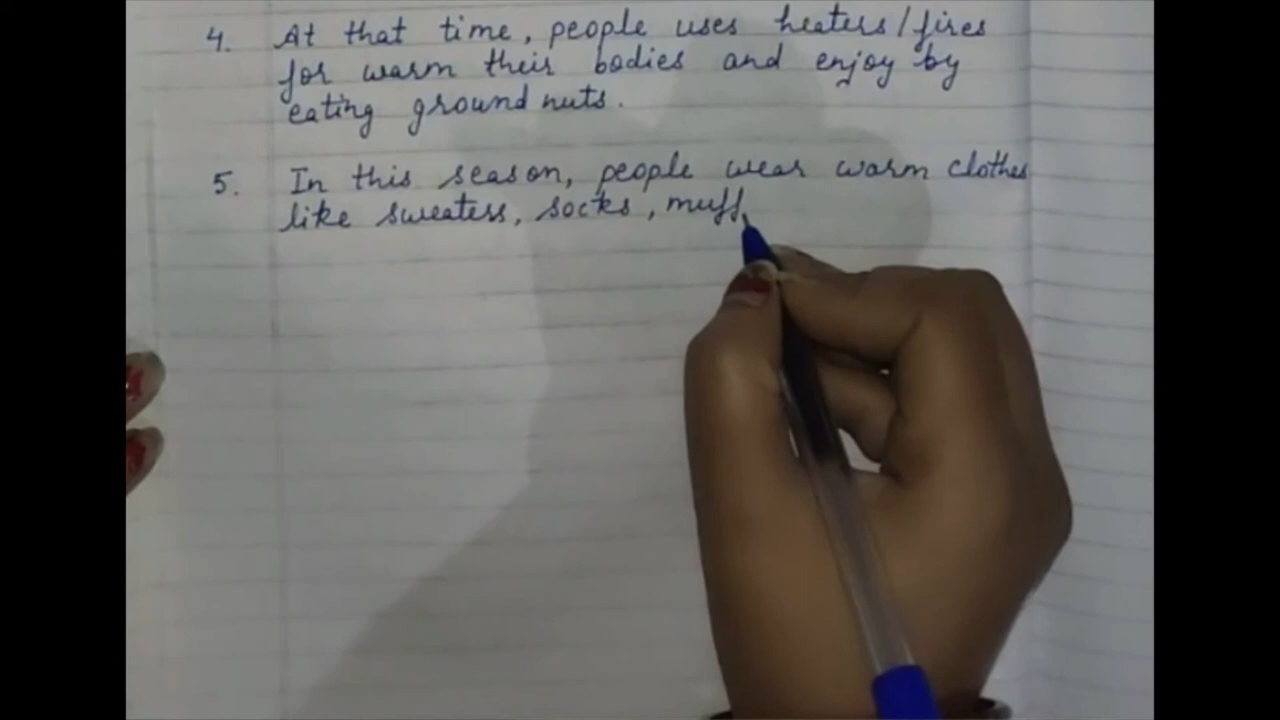 4. At that time, people uses heaters/fires
for warm their bodies and enjoy by
eating ground nuts.
5. In this season, people wear warm clothes
like sweaters, socks, muff